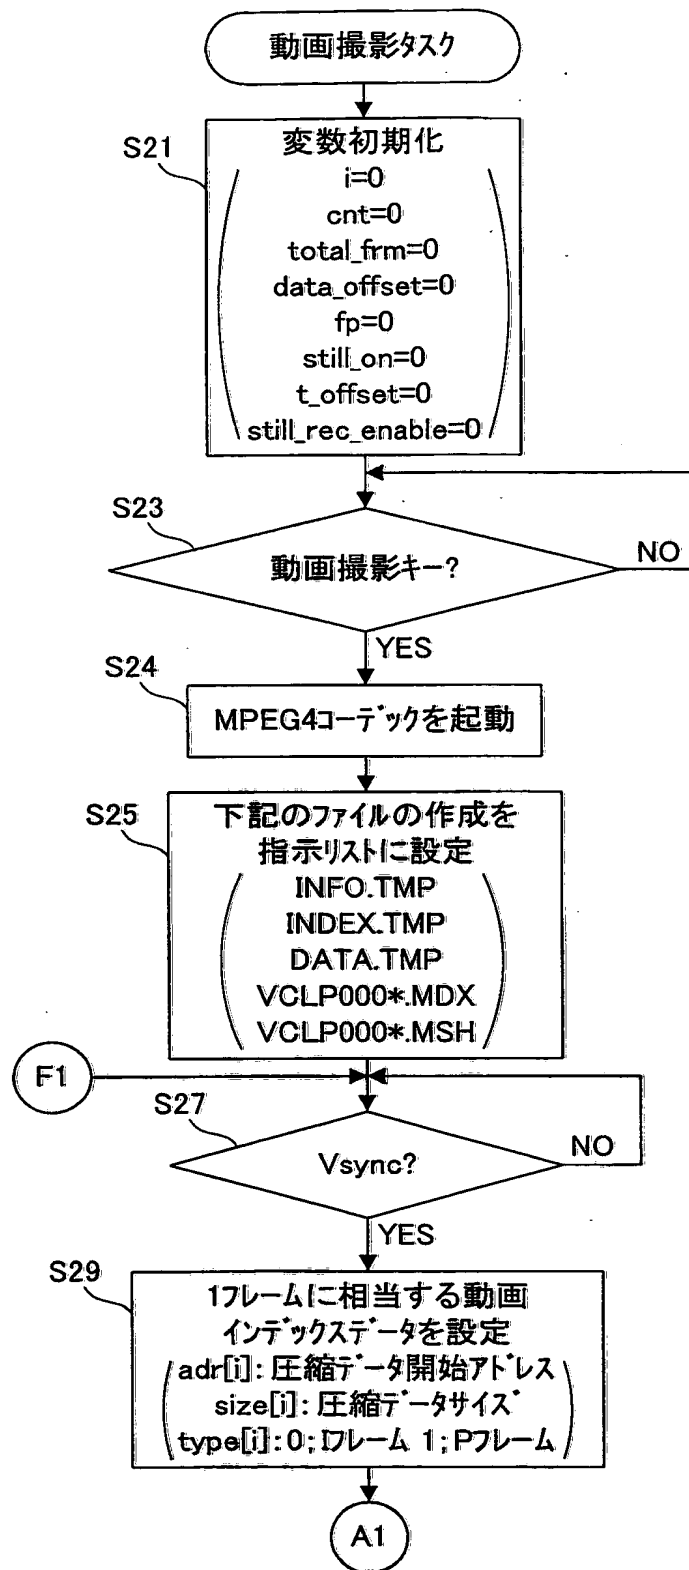 動画撮影タスク
S21
変数初期化
i=0
cnt=0
total_frm=0
data_offset=0
fp=0
still_on=0
t_offset=0
still_rec_enable=0
S23
動画撮影キー?
NO
YES
S24
MPEG4コーデックを起動
S25
下記のファイルの作成を
指示リストに設定
INFO.TMP
INDEX.TMP
DATA.TMP
VCLP000*.MDX
VCLP000*.MSH
F1
S27
Vsync?
NO
YES
S29
1フレームに相当する動画
インデックスデータを設定
adr[i]:圧縮データ開始アドレス
size[i]:圧縮データサイズ
type[i]:0;Iフレーム 1;Pフレーム
A1